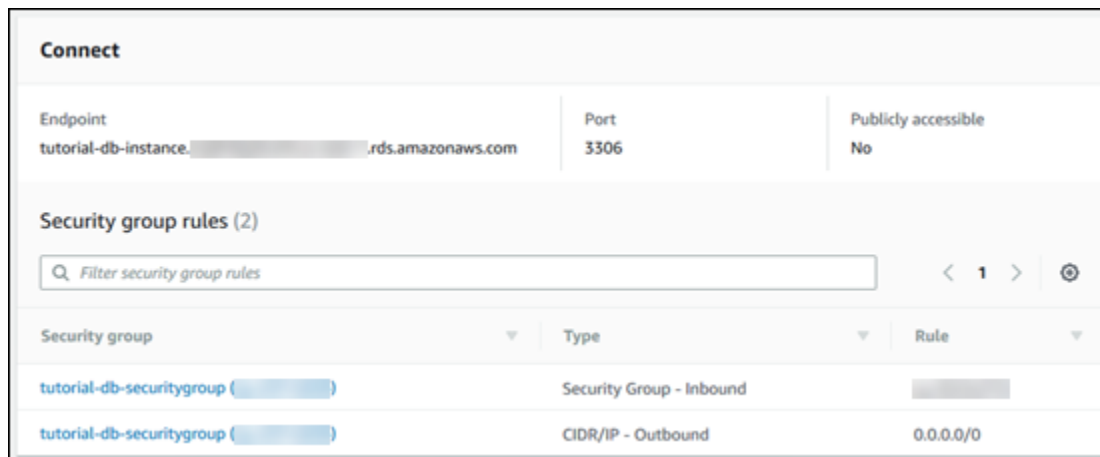 Connect
Endpoint
tutorial-db-instance. .rds.amazonaws.com
Port
3306
Publicly accessible
No
Security group rules (2)
Filter security group rules
1
Security group Type Rule
tutorial-db-securitygroup ( ) Security Group - Inbound
tutorial-db-securitygroup ( ) CIDR/IP - Outbound 0.0.0.0/0